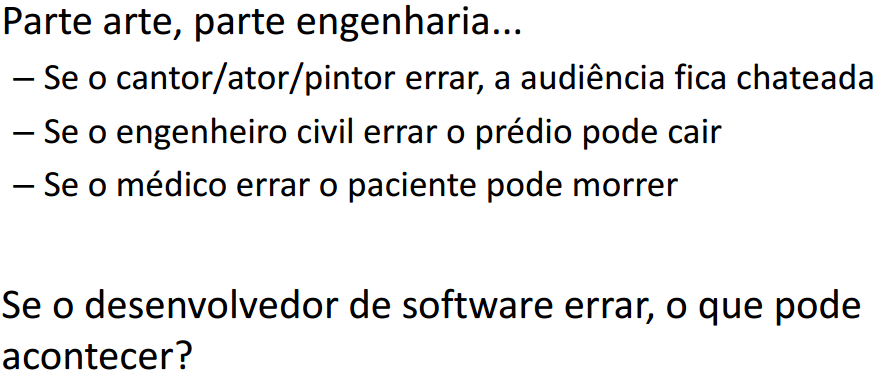 Parte arte, parte engenharia...
– Se o cantor/ator/pintor errar, a audiência fica chateada
– Se o engenheiro civil errar o prédio pode cair
– Se o médico errar o paciente pode morrer
Se o desenvolvedor de software errar, o que pode
acontecer?